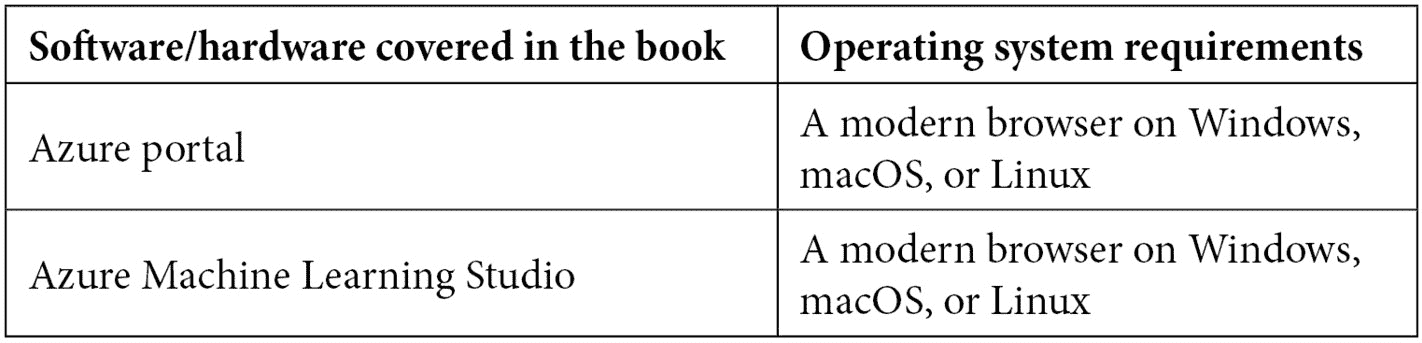 Software/hardware covered in the book
Operating system requirements
Azure portal
A modern browser on Windows,
macOS, or Linux
Azure Machine Learning Studio
A modern browser on Windows,
macOS, or Linux